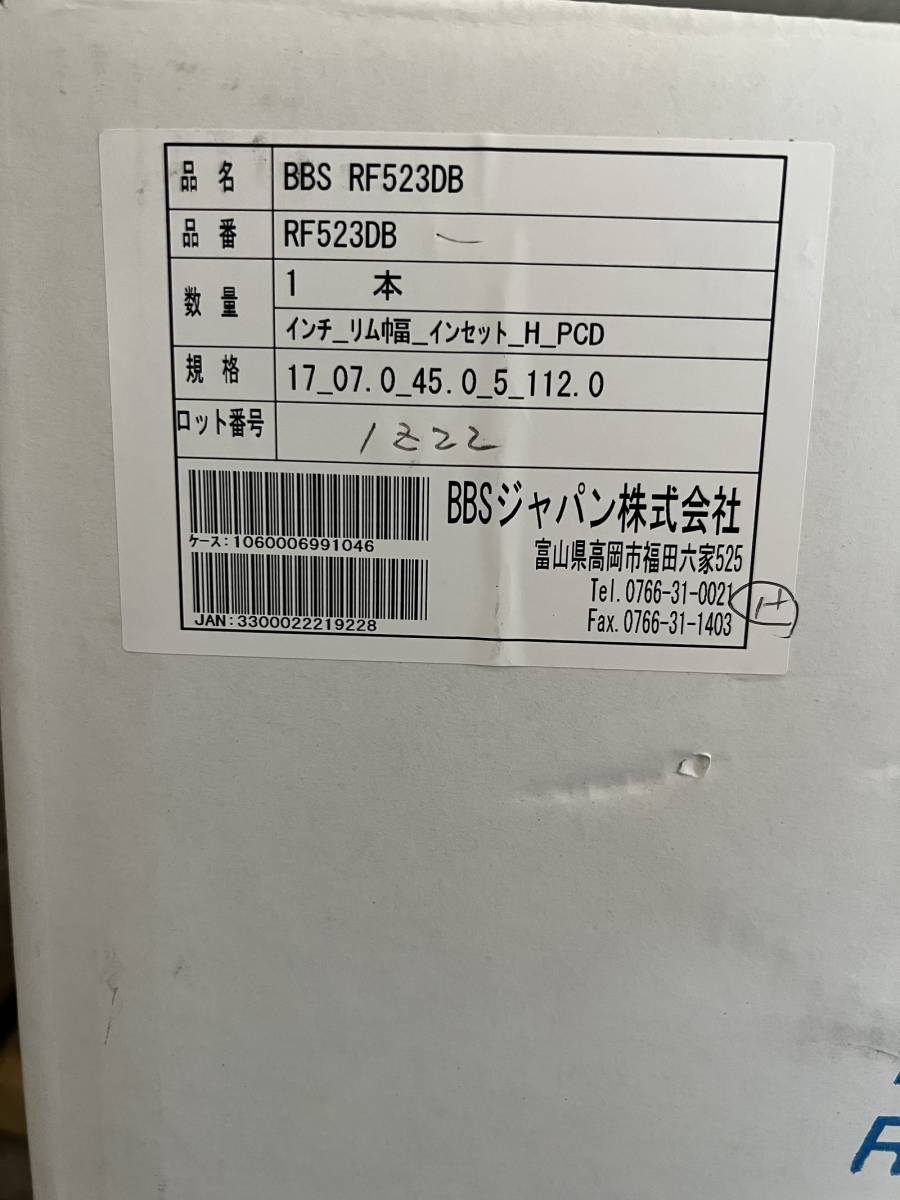 品名 BBS RF523DB
品番 RF523DB
数量 1 本
インチ_リム巾畐_インセット_H_PCD
規格 17_07.0_45.0_5_112.0
ロット番号 1Z22
BBSジャパン株式会社
ケース:1060006991046
富山県高岡市福田六家525
Tel.0766-31-0021
JAN:3300022219228
Fax.0766-31-1403